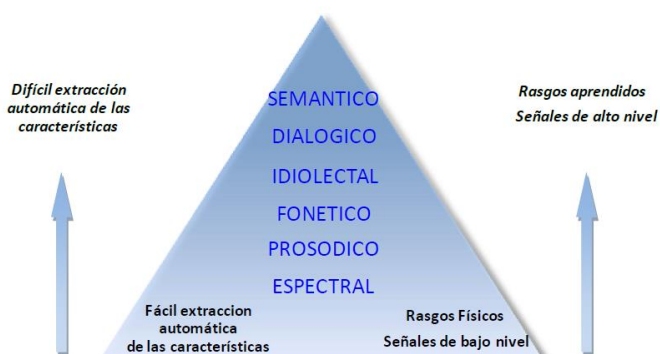 Difícil extracción
automática de las
características
Rasgos aprendidos
Señales de alto nivel
SEMANTICO
DIALOGICO
IDIOLECTAL
FONETICO
PROSODICO
ESPECTRAL
Fácil extraccion
automática
de las características
Rasgos Físicos
Señales de bajo nivel